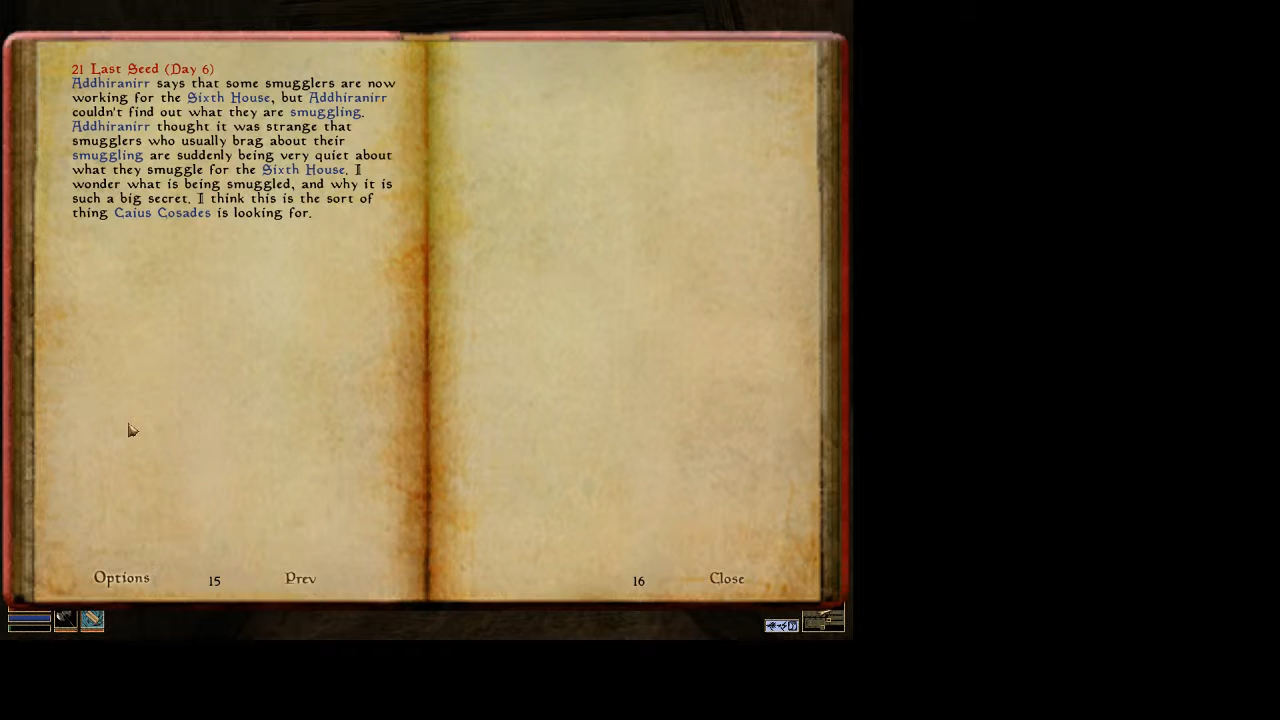 21 Last Seed (Day 6)
Addhiranirr says that some smugglers are now
working for the Sixth House, but Addhiranirr
couldn't find out what they are smuggling.
Addhiranirr thought it was strange that
smugglers who usually brag about their
smuggling are suddenly being very quiet about
what they smuggle for the Sixth House. I
wonder what is being smuggled, and why it is
such a big secret. I think this is the sort of
thing Caius Cosades is looking for.
Options 15 Prev 16 Close